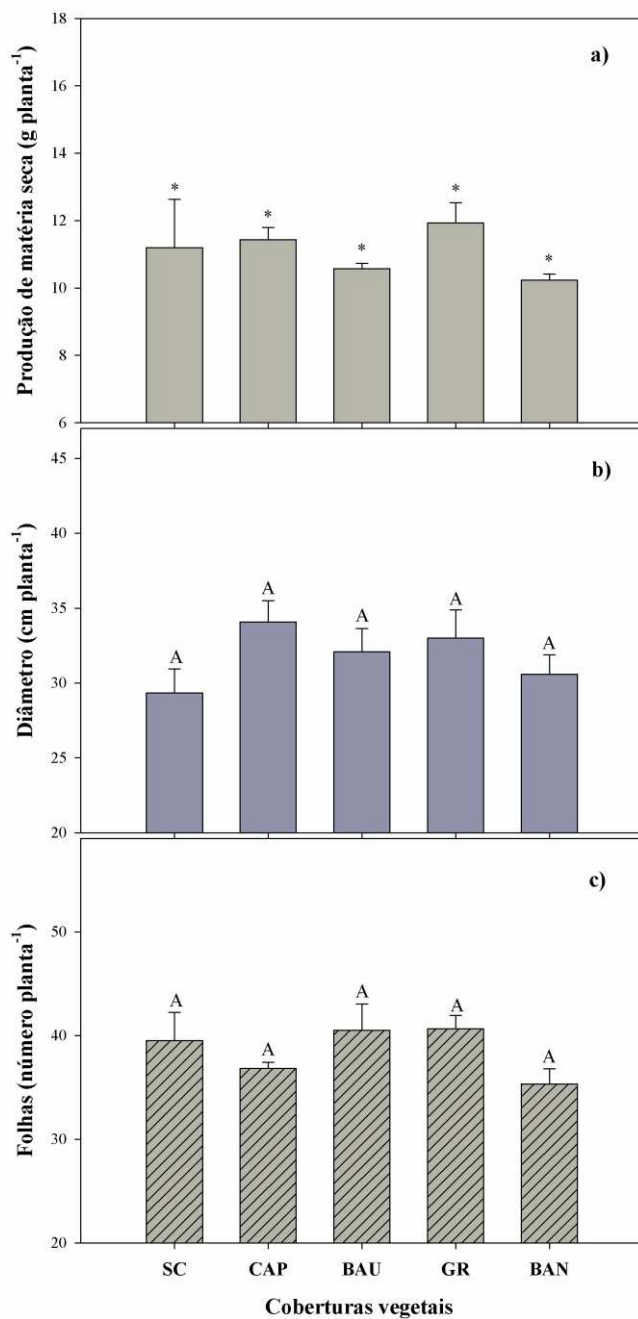 18
16
14
12
10
8
6
Produção de matéria seca (g planta⁻¹)
a)
* * * * *
45
40
35
30
25
20
Diâmetro (cm planta⁻¹)
b)
A A A A A
50
40
30
20
Folhas (número planta⁻¹)
c)
A A A A A
SC CAP BAU GR BAN
Coberturas vegetais